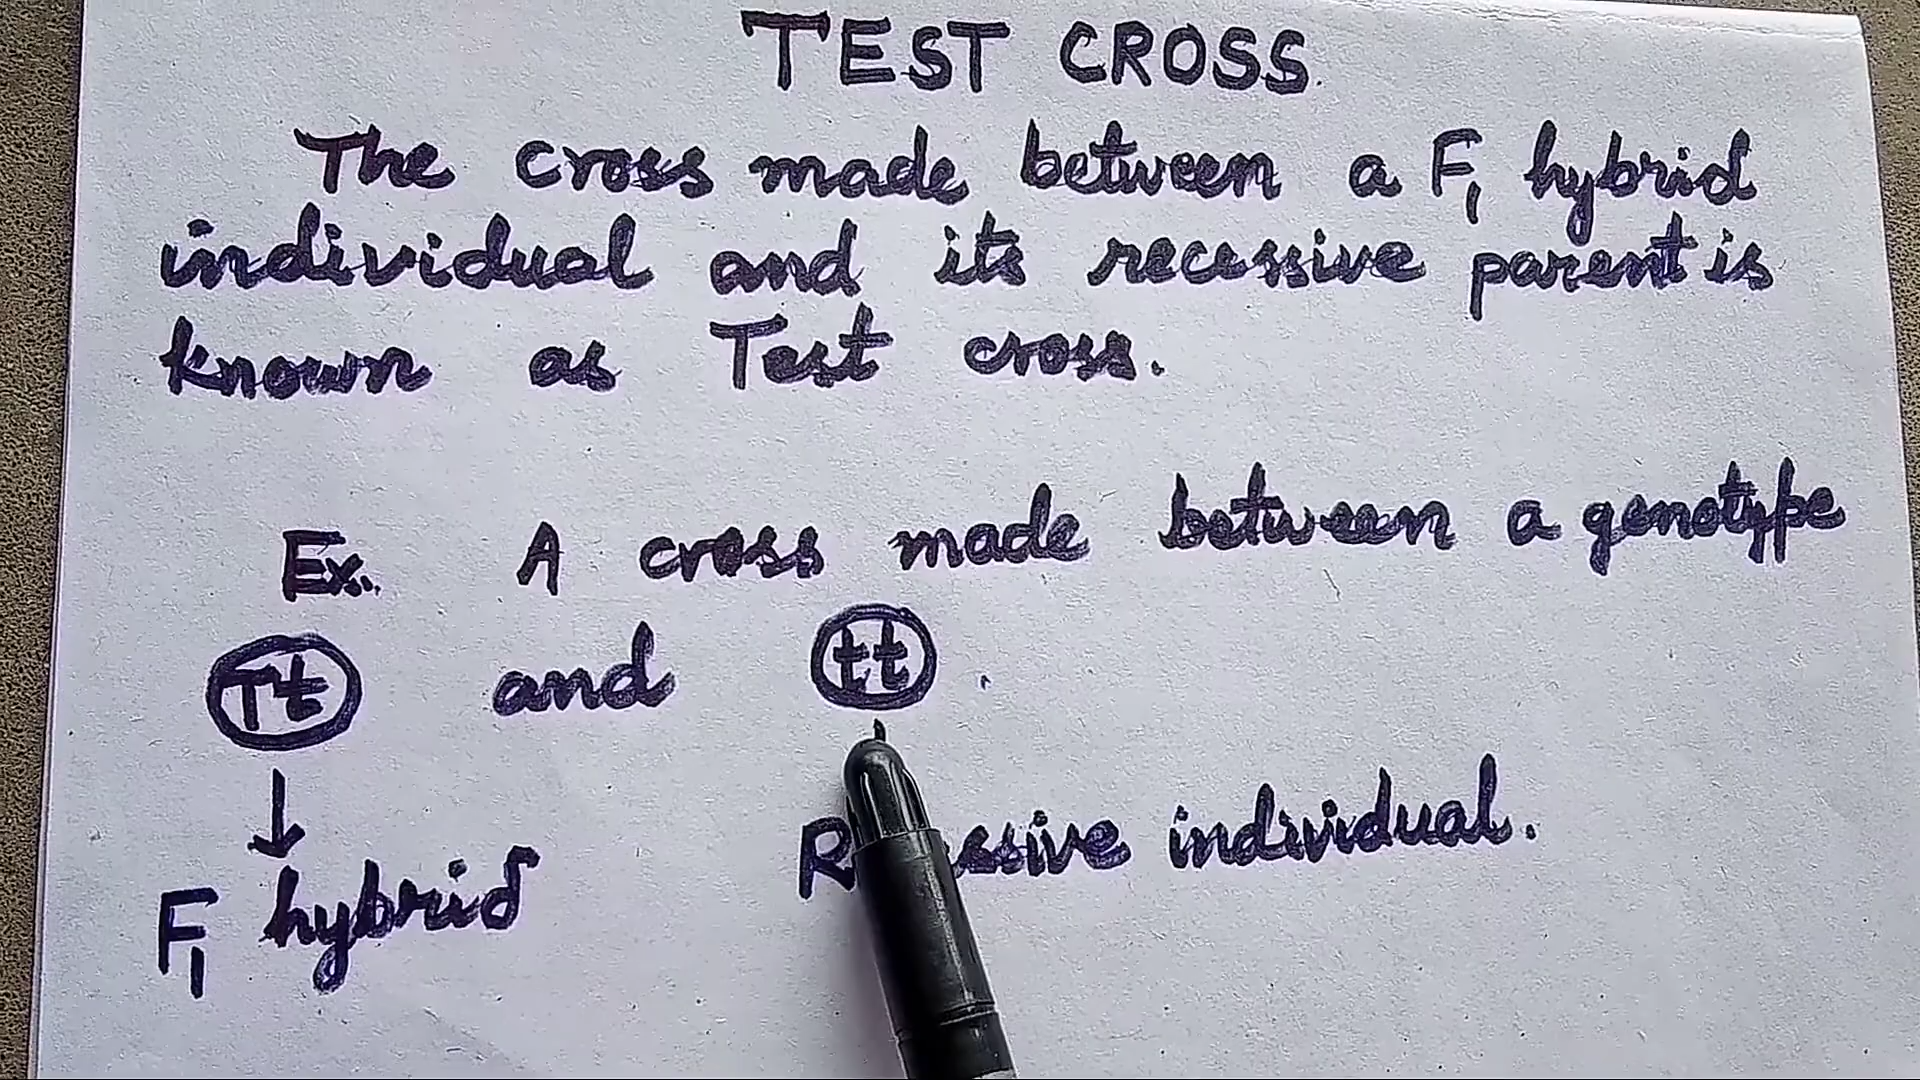 TEST CROSS
The cross made between a F1 hybrid
individual and its recessive parent is
known as Test cross.
Ex. A cross made between a genotype
Tt and tt.
individual.
F1 hybrid